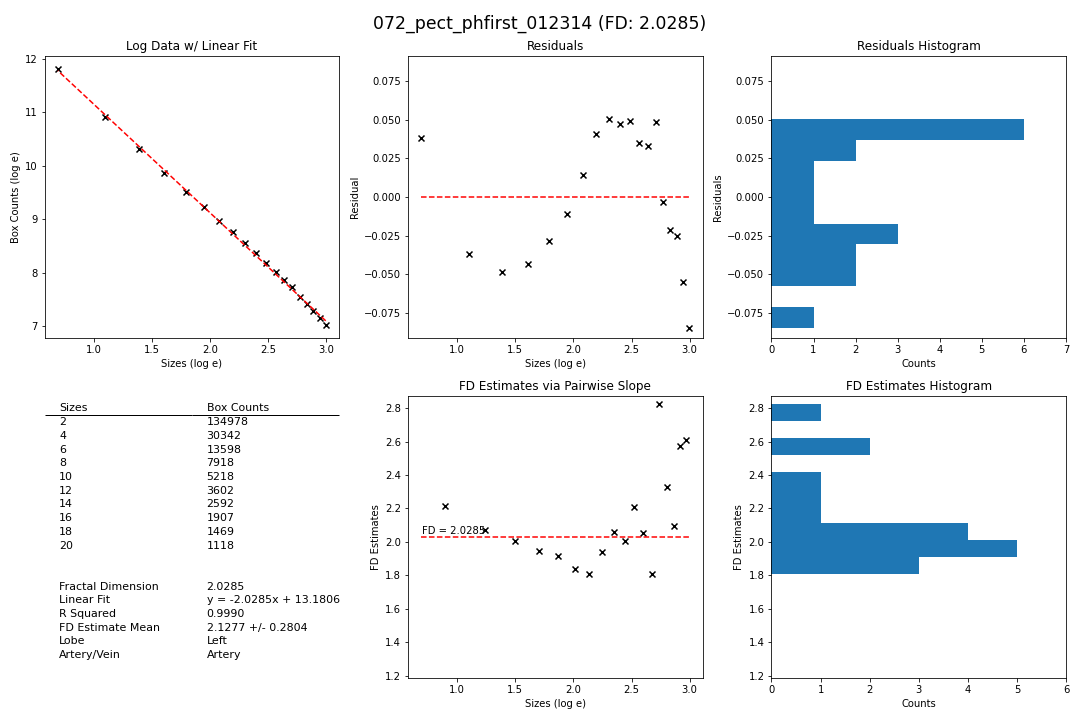 072_pect_phfirst_012314 (FD: 2.0285)
Log Data w/ Linear Fit
12
11
10
9
8
7
Box Counts (log e)
1.0 1.5 2.0 2.5 3.0
Sizes (log e)
Residuals
0.075
0.050
0.025
0.000
−0.025
−0.050
−0.075
Residual
1.0 1.5 2.0 2.5 3.0
Sizes (log e)
Residuals Histogram
0.075
0.050
0.025
0.000
−0.025
−0.050
−0.075
Residuals
0 1 2 3 4 5 6 7
Counts
Sizes Box Counts
2 134978
4 30342
6 13598
8 7918
10 5218
12 3602
14 2592
16 1907
18 1469
20 1118
Fractal Dimension 2.0285
Linear Fit y = -2.0285x + 13.1806
R Squared 0.9990
FD Estimate Mean 2.1277 +/- 0.2804
Lobe Left
Artery/Vein Artery
FD Estimates via Pairwise Slope
2.8
2.6
2.4
2.2
2.0
1.8
1.6
1.4
1.2
FD Estimates
FD = 2.0285
1.0 1.5 2.0 2.5 3.0
Sizes (log e)
FD Estimates Histogram
2.8
2.6
2.4
2.2
2.0
1.8
1.6
1.4
1.2
FD Estimates
0 1 2 3 4 5 6
Counts